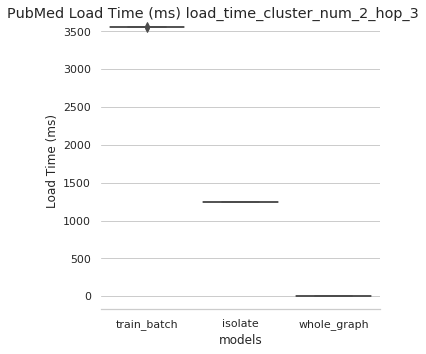 PubMed Load Time (ms) load_time_cluster_num_2_hop_3
3500
3000
2500
2000
1500
1000
500
0
Load Time (ms)
train_batch isolate whole_graph
models